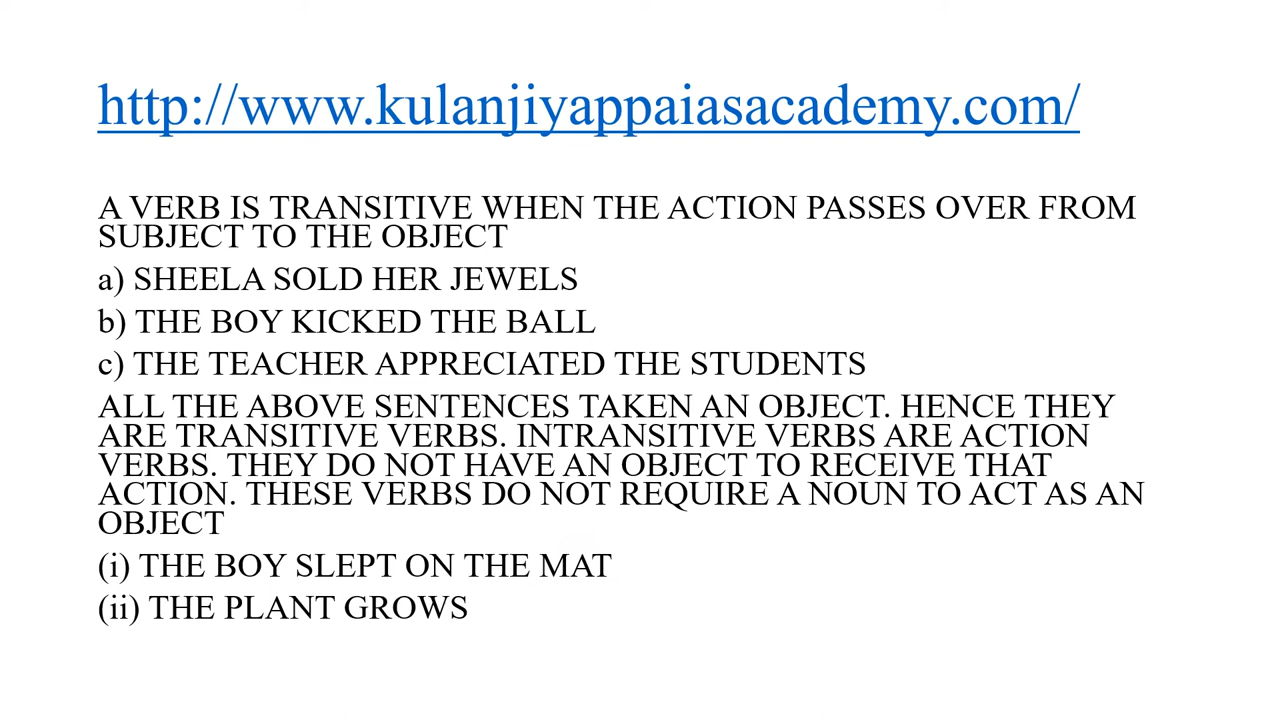 http://www.kulanjiyappaiasacademy.com/
A VERB IS TRANSITIVE WHEN THE ACTION PASSES OVER FROM
SUBJECT TO THE OBJECT
a) SHEELA SOLD HER JEWELS
b) THE BOY KICKED THE BALL
c) THE TEACHER APPRECIATED THE STUDENTS
ALL THE ABOVE SENTENCES TAKEN AN OBJECT. HENCE THEY
ARE TRANSITIVE VERBS. INTRANSITIVE VERBS ARE ACTION
VERBS. THEY DO NOT HAVE AN OBJECT TO RECEIVE THAT
ACTION. THESE VERBS DO NOT REQUIRE A NOUN TO ACT AS AN
OBJECT
(i) THE BOY SLEPT ON THE MAT
(ii) THE PLANT GROWS